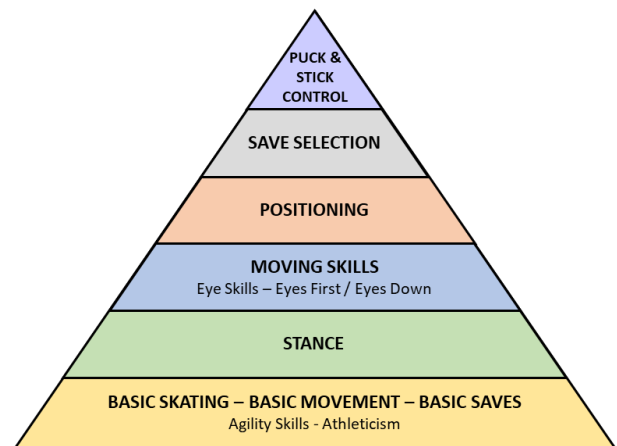 PUCK &
STICK
CONTROL
SAVE SELECTION
POSITIONING
MOVING SKILLS
Eye Skills – Eyes First / Eyes Down
STANCE
BASIC SKATING – BASIC MOVEMENT – BASIC SAVES
Agility Skills - Athleticism